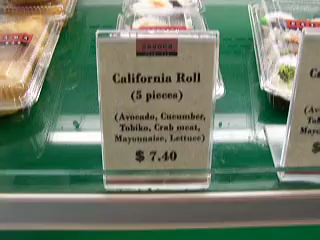 California Roll
(5 pieces)
(Avocado, Cucumber,
Tobiko, Crab meat,
Mayonnaise, Lettuce)
$ 7.40